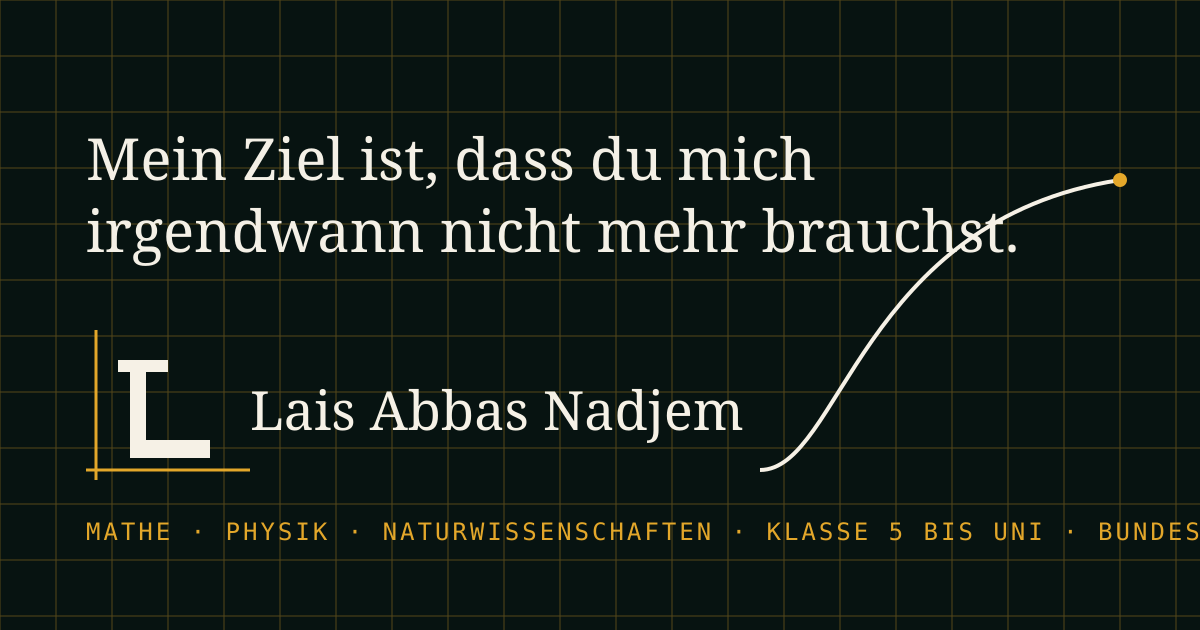 Mein Ziel ist, dass du mich
irgendwann nicht mehr brauchst.
L
Lais Abbas Nadjem
MATHE · PHYSIK · NATURWISSENSCHAFTEN · KLASSE 5 BIS UNI · BUNDES